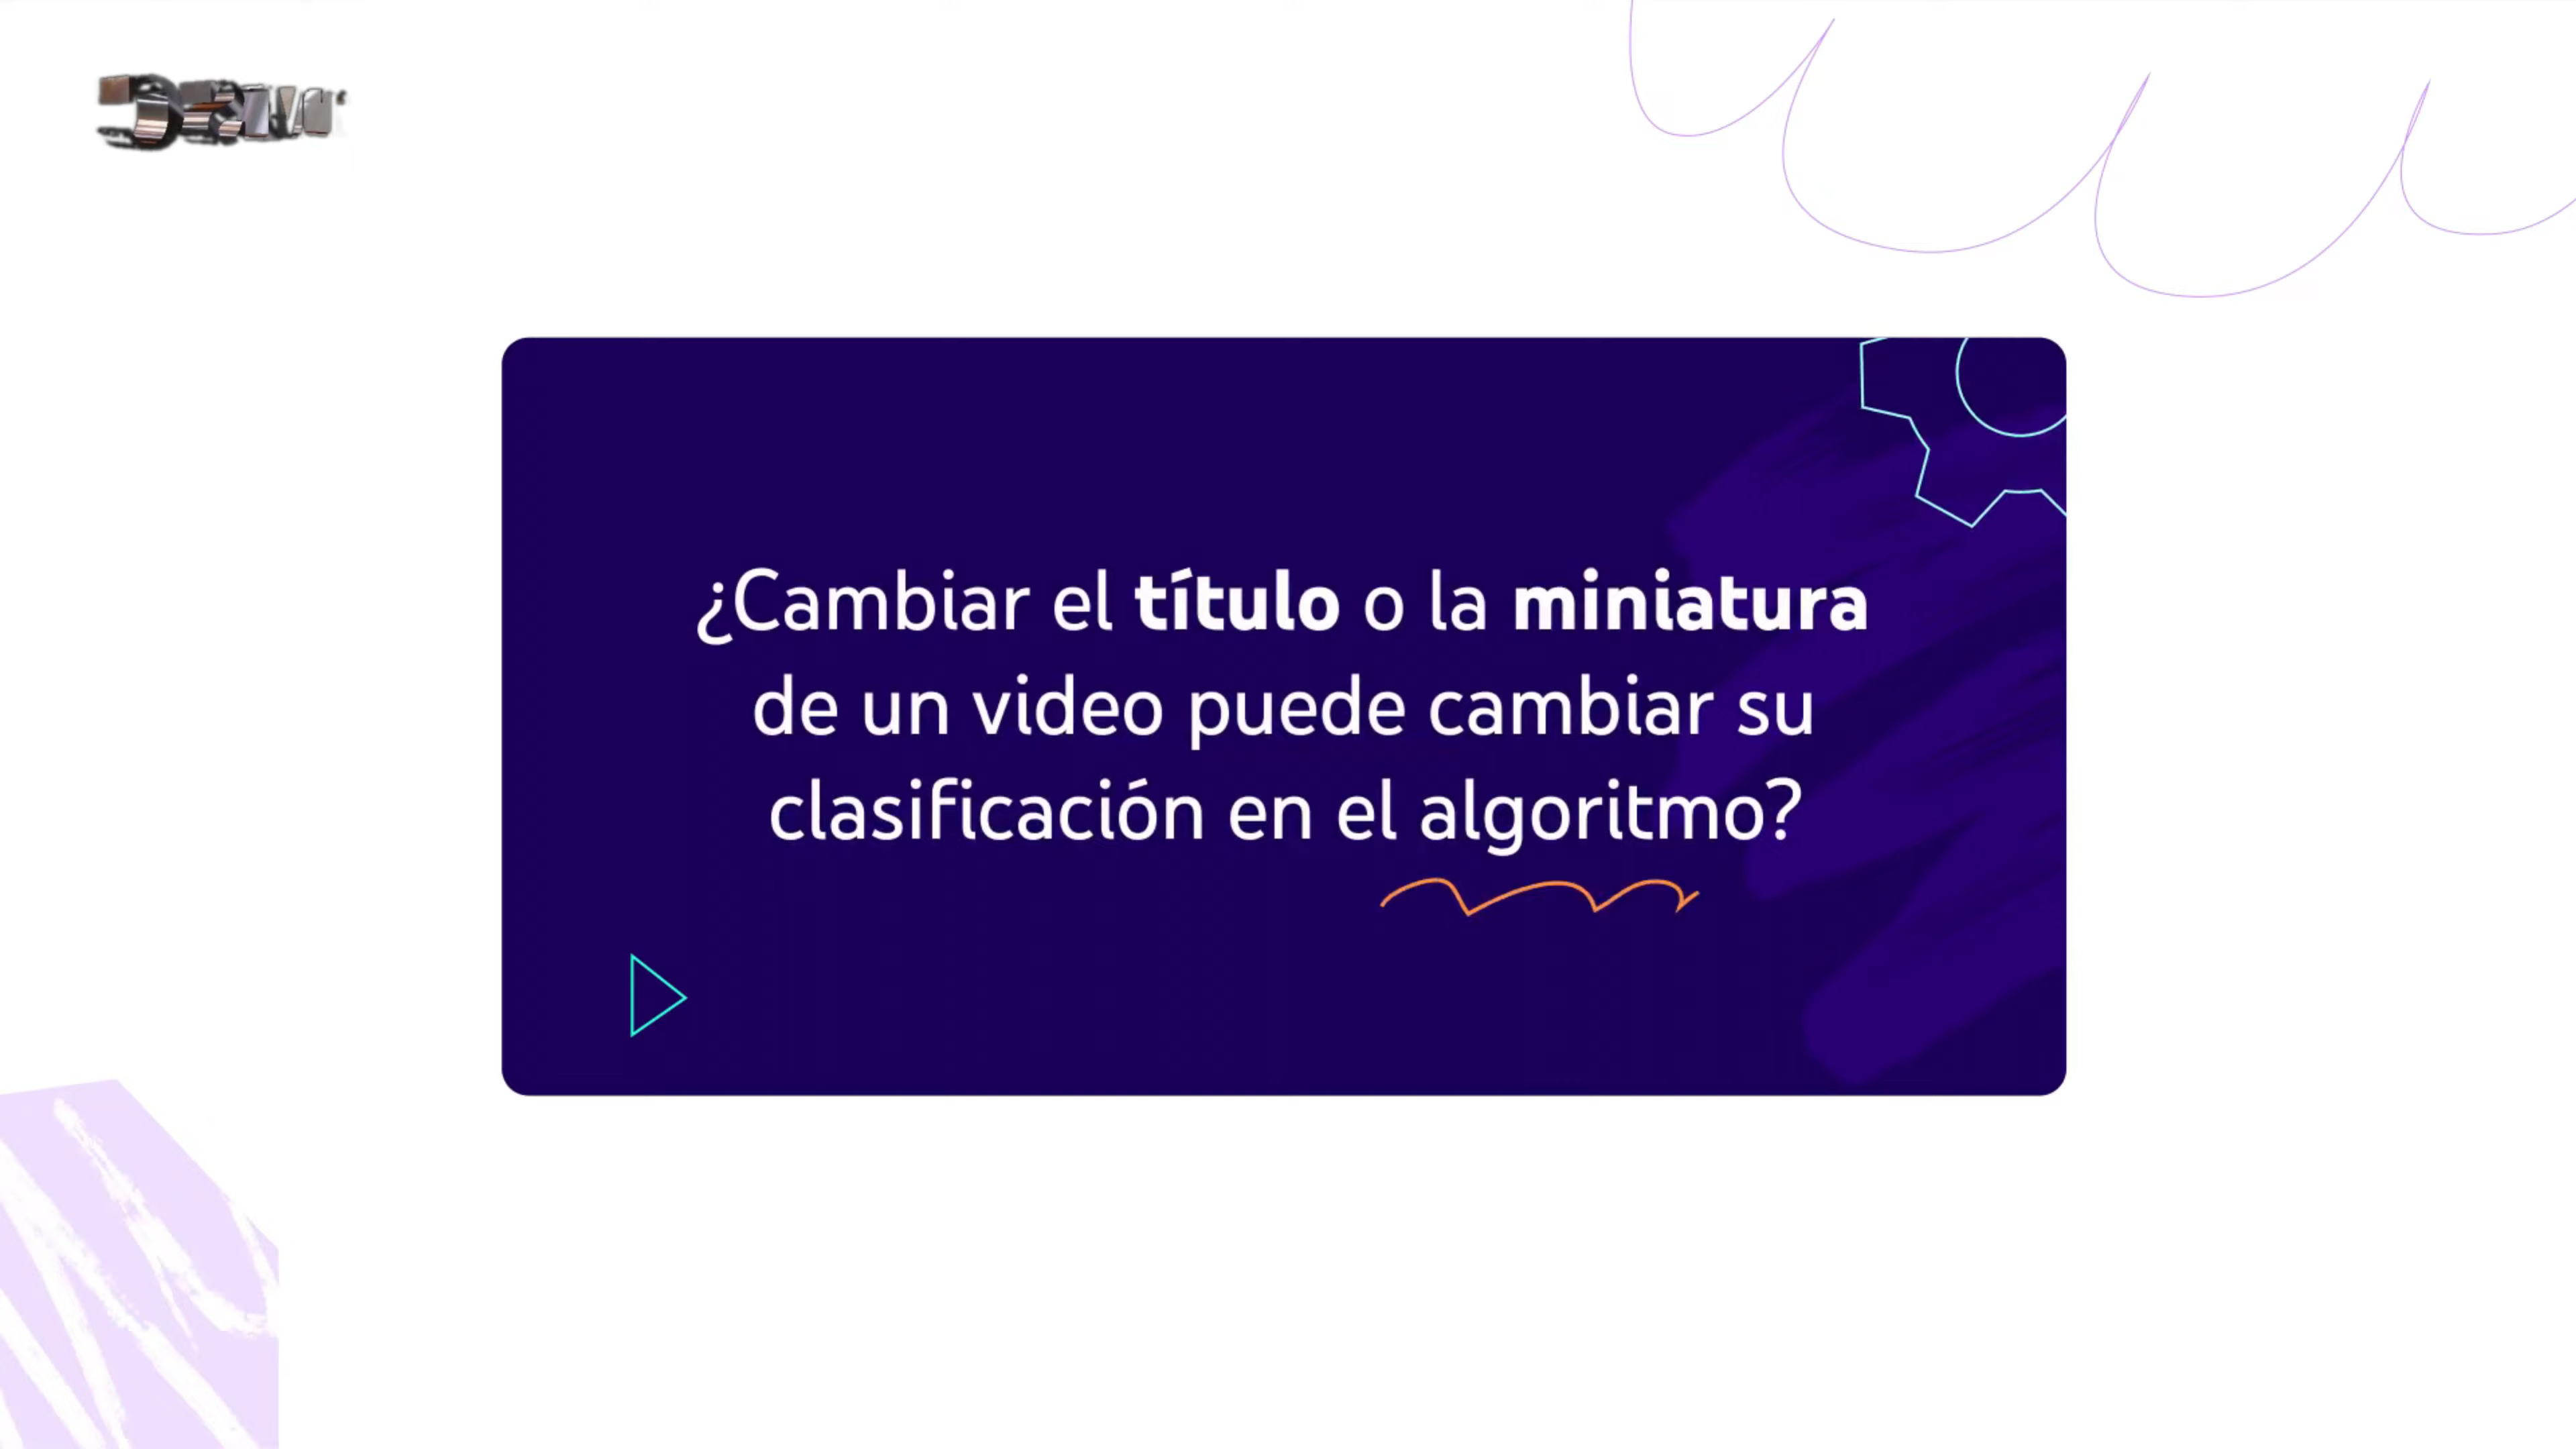 ¿Cambiar el título o la miniatura
de un video puede cambiar su
clasificación en el algoritmo?